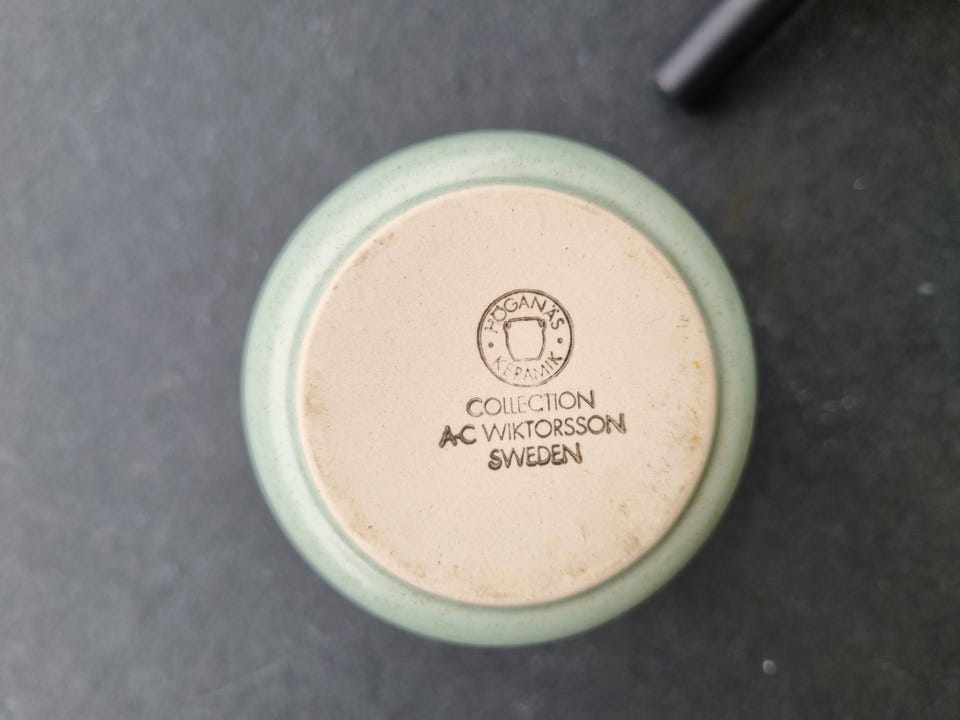 HÖGANÄS
KERAMIK
COLLECTION
A-C WIKTORSSON
SWEDEN